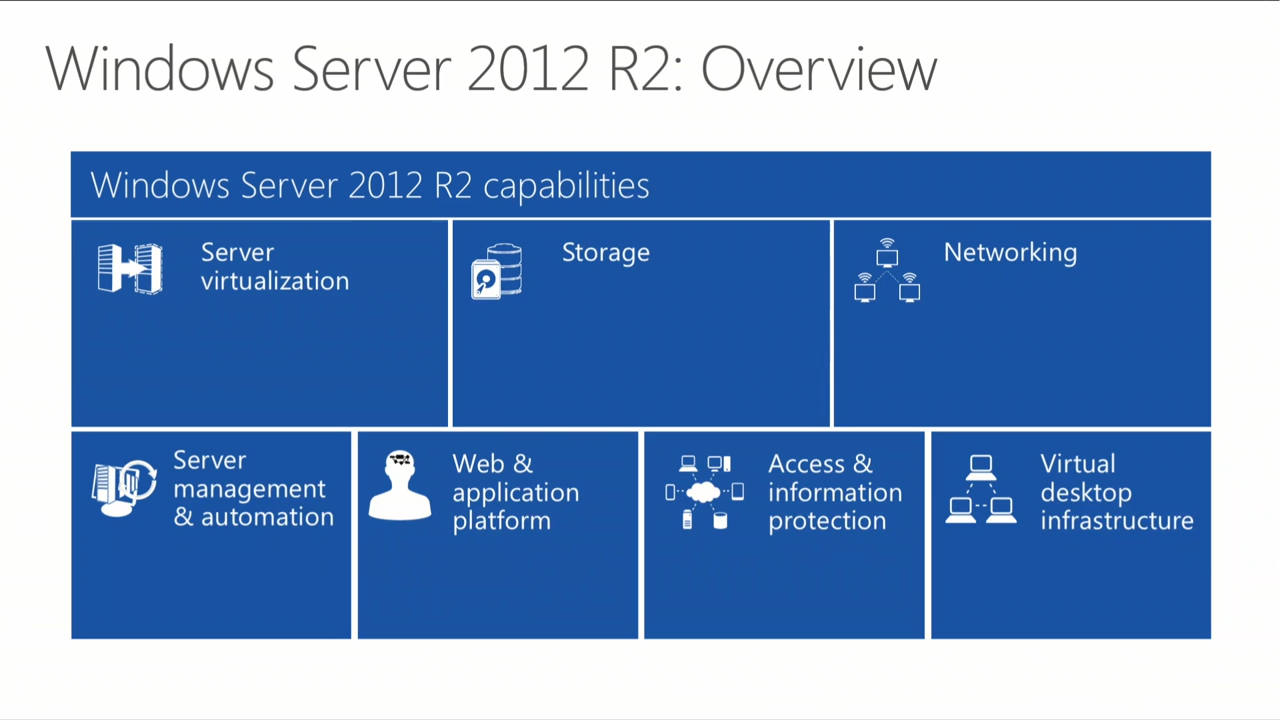 Windows Server 2012 R2: Overview
Windows Server 2012 R2 capabilities
Server
virtualization
Storage
Networking
Server
management
& automation
Web &
application
platform
Access &
information
protection
Virtual
desktop
infrastructure